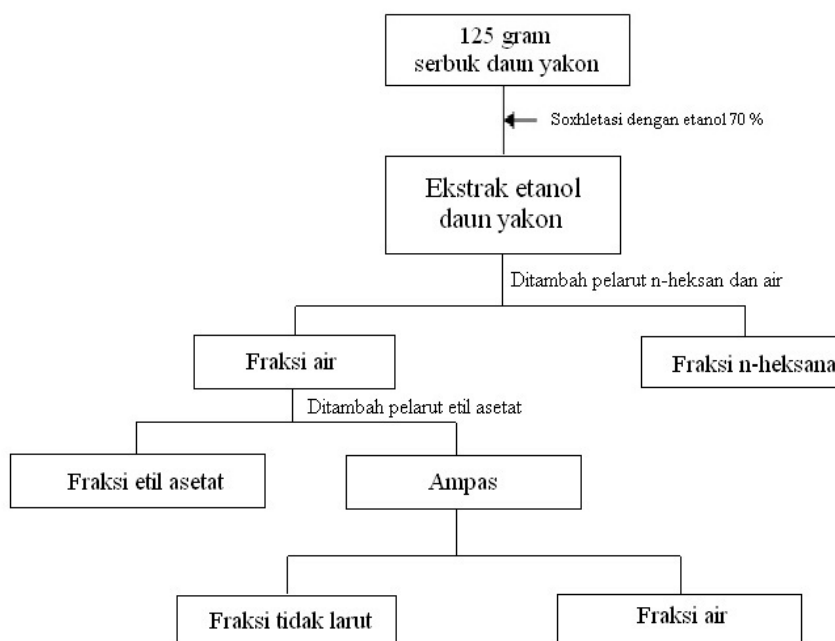 125 gram
serbuk daun yakon
Soxhletasi dengan etanol 70 %
Ekstrak etanol
daun yakon
Ditambah pelarut n-heksan dan air
Fraksi air
Fraksi n-heksana
Ditambah pelarut etil asetat
Fraksi etil asetat
Ampas
Fraksi tidak larut
Fraksi air